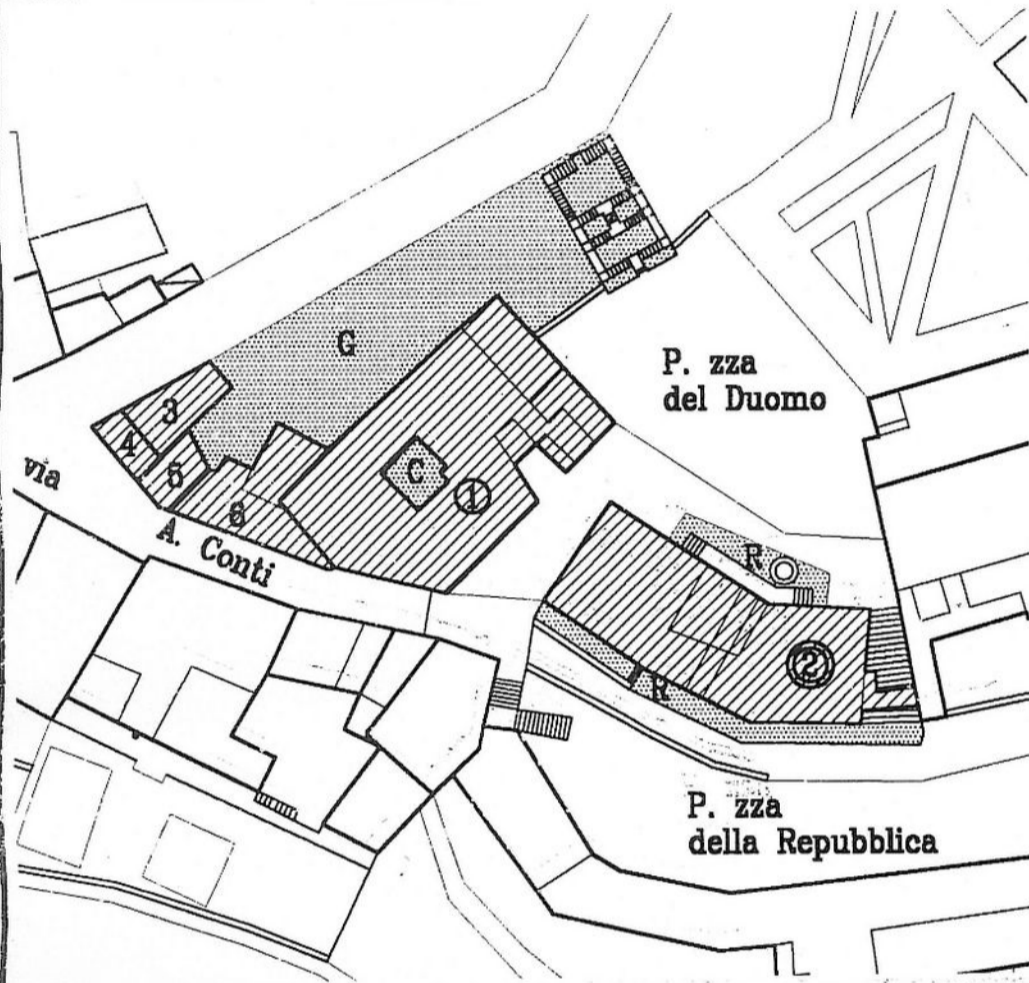 G
P. zza
del Duomo
3
4
5
C
1
6
via
A. Conti
R
2
R
P. zza
della Repubblica